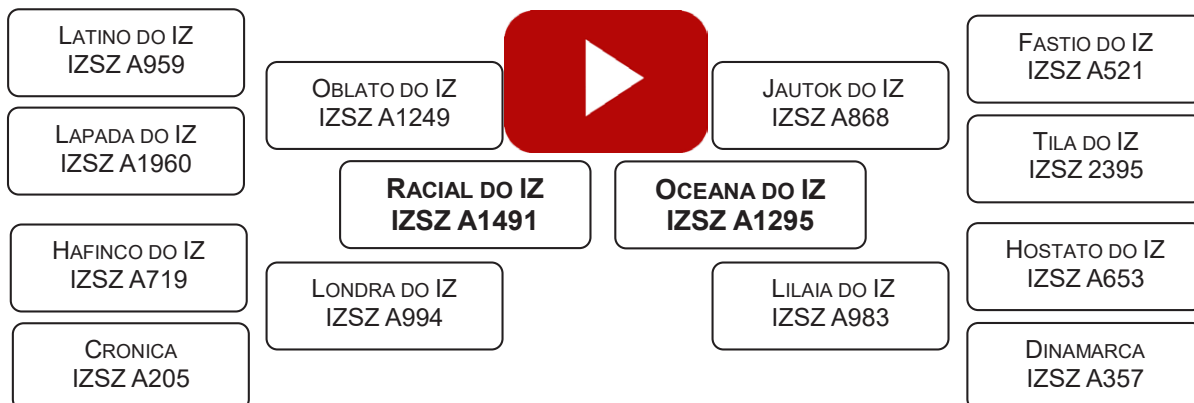 LATINO DO IZ
IZSZ A959
LAPADA DO IZ
IZSZ A1960
HAFINCO DO IZ
IZSZ A719
CRONICA
IZSZ A205
OBLATO DO IZ
IZSZ A1249
LONDRA DO IZ
IZSZ A994
RACIAL DO IZ
IZSZ A1491
OCEANA DO IZ
IZSZ A1295
JAUTOK DO IZ
IZSZ A868
LILAIA DO IZ
IZSZ A983
FASTIO DO IZ
IZSZ A521
TILA DO IZ
IZSZ 2395
HOSTATO DO IZ
IZSZ A653
DINAMARCA
IZSZ A357